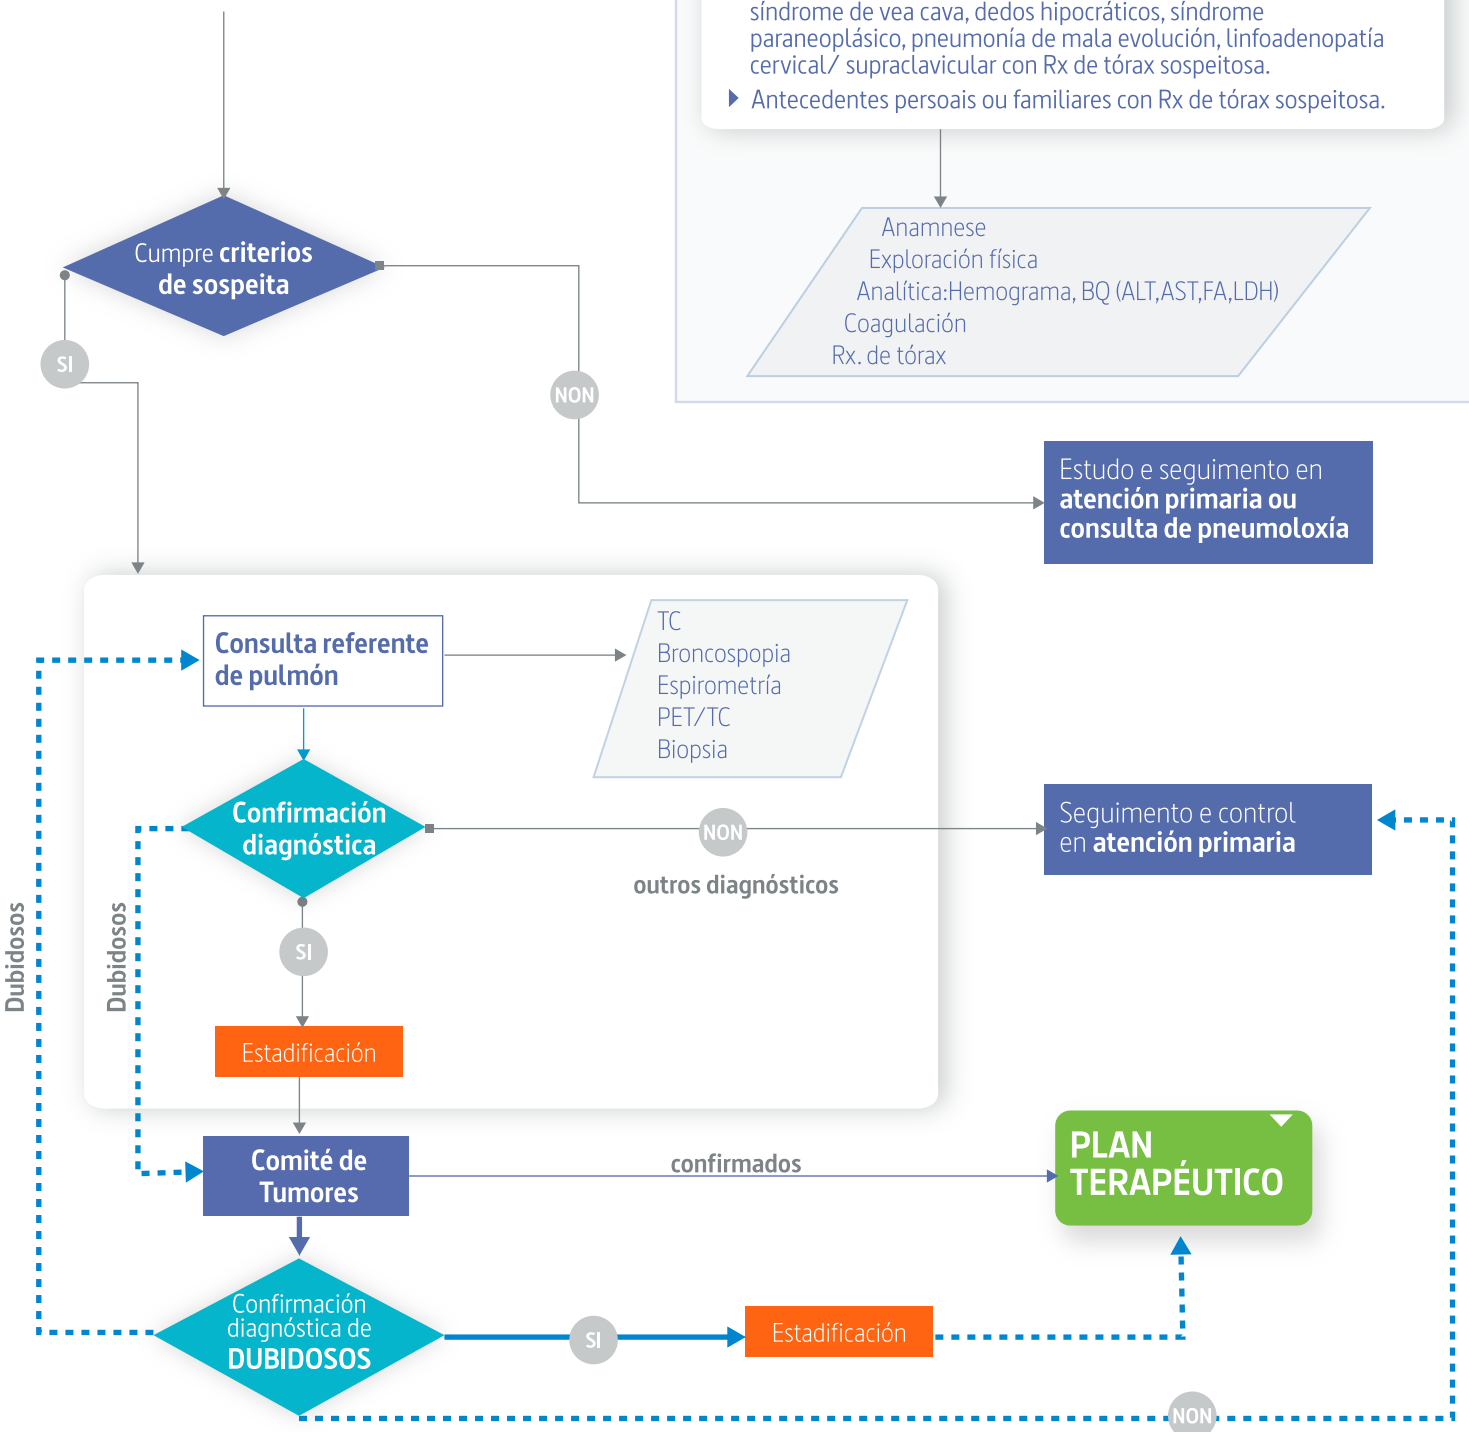 síndrome de vea cava, dedos hipocráticos, síndrome
paraneoplásico, pneumonía de mala evolución, linfoadenopatía
cervical/ supraclavicular con Rx de tórax sospeitosa.
Antecedentes persoais ou familiares con Rx de tórax sospeitosa.
Anamnese
Exploración física
Analítica:Hemograma, BQ (ALT,AST,FA,LDH)
Coagulación
Rx. de tórax
Cumpre criterios
de sospeita
SI
NON
Estudo e seguimento en
atención primaria ou
consulta de pneumoloxía
Consulta referente
de pulmón
TC
Broncospopia
Espirometría
PET/TC
Biopsia
Confirmación
diagnóstica
NON
outros diagnósticos
Seguimento e control
en atención primaria
Dubidosos
Dubidosos
SI
Estadificación
Comité de
Tumores
confirmados
PLAN
TERAPÉUTICO
Confirmación
diagnóstica de
DUBIDOSOS
SI
Estadificación
NON